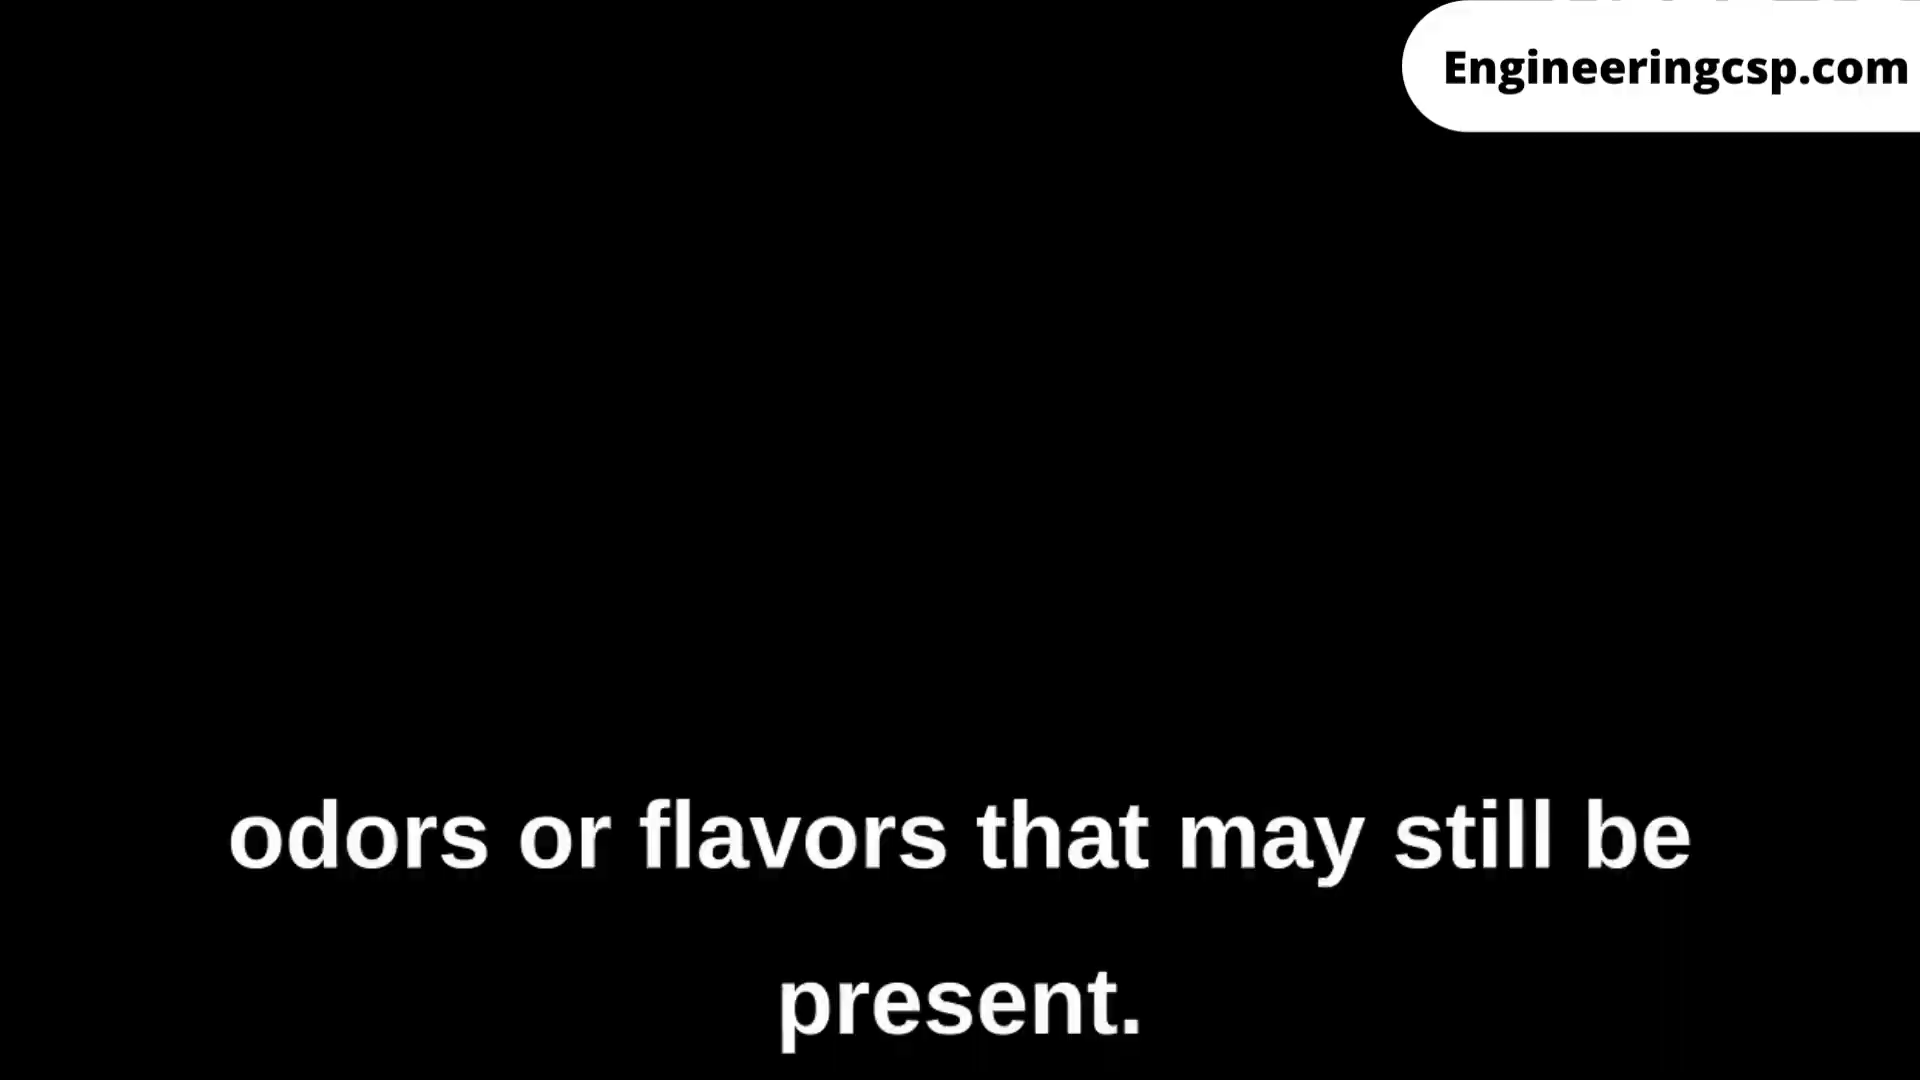 Engineeringcsp.com
odors or flavors that may still be
present.